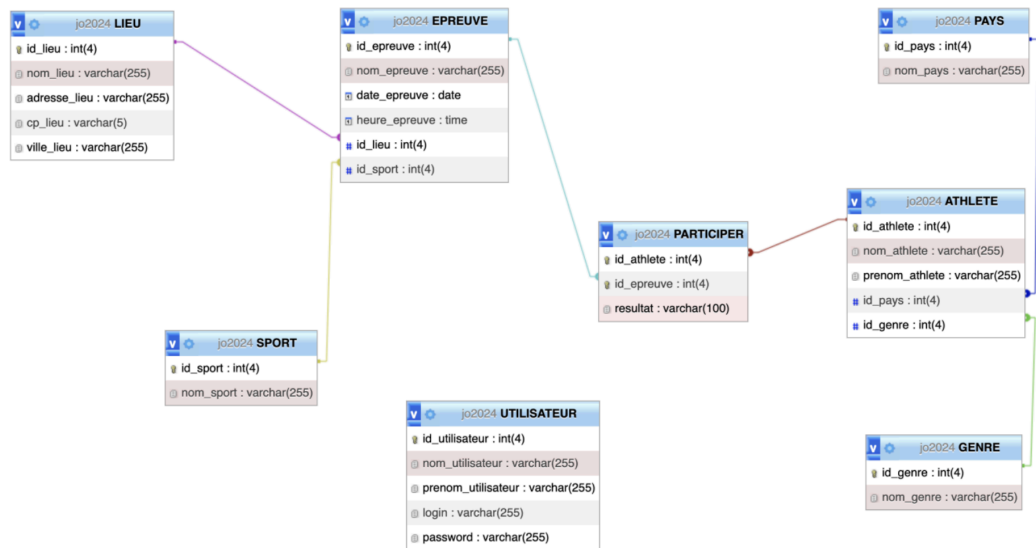 jo2024 LIEU
id_lieu : int(4)
nom_lieu : varchar(255)
adresse_lieu : varchar(255)
cp_lieu : varchar(5)
ville_lieu : varchar(255)
jo2024 EPREUVE
id_epreuve : int(4)
nom_epreuve : varchar(255)
date_epreuve : date
heure_epreuve : time
id_lieu : int(4)
id_sport : int(4)
jo2024 PAYS
id_pays : int(4)
nom_pays : varchar(255)
jo2024 ATHLETE
id_athlete : int(4)
nom_athlete : varchar(255)
prenom_athlete : varchar(255)
id_pays : int(4)
id_genre : int(4)
jo2024 PARTICIPER
id_athlete : int(4)
id_epreuve : int(4)
resultat : varchar(100)
jo2024 SPORT
id_sport : int(4)
nom_sport : varchar(255)
jo2024 UTILISATEUR
id_utilisateur : int(4)
nom_utilisateur : varchar(255)
prenom_utilisateur : varchar(255)
login : varchar(255)
password : varchar(255)
jo2024 GENRE
id_genre : int(4)
nom_genre : varchar(255)